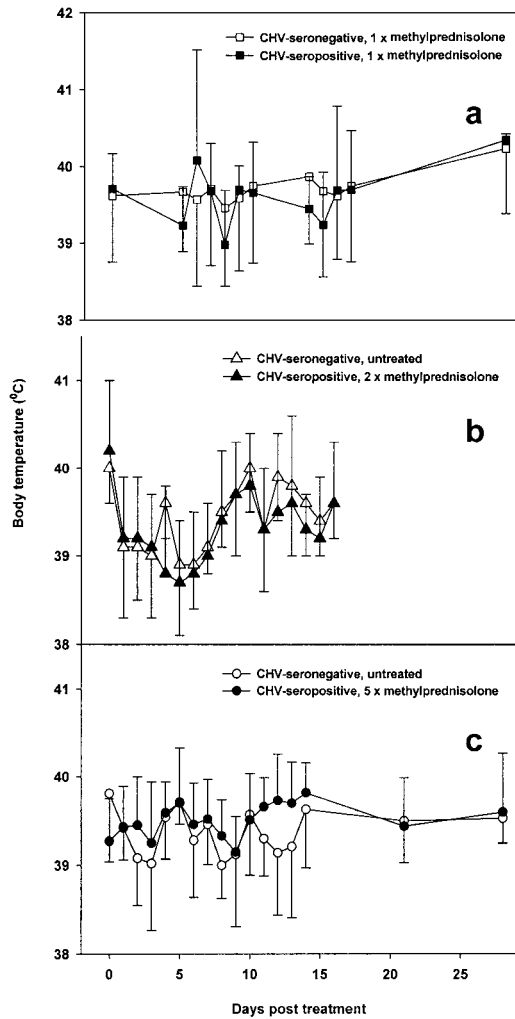 42
CHV-seronegative, 1 x methylprednisolone
CHV-seropositive, 1 x methylprednisolone
a
41
40
39
38
CHV-seronegative, untreated
CHV-seropositive, 2 x methylprednisolone
b
41
40
39
38
Body temperature (⁰C)
CHV-seronegative, untreated
CHV-seropositive, 5 x methylprednisolone
c
41
40
39
38
0 5 10 15 20 25
Days post treatment